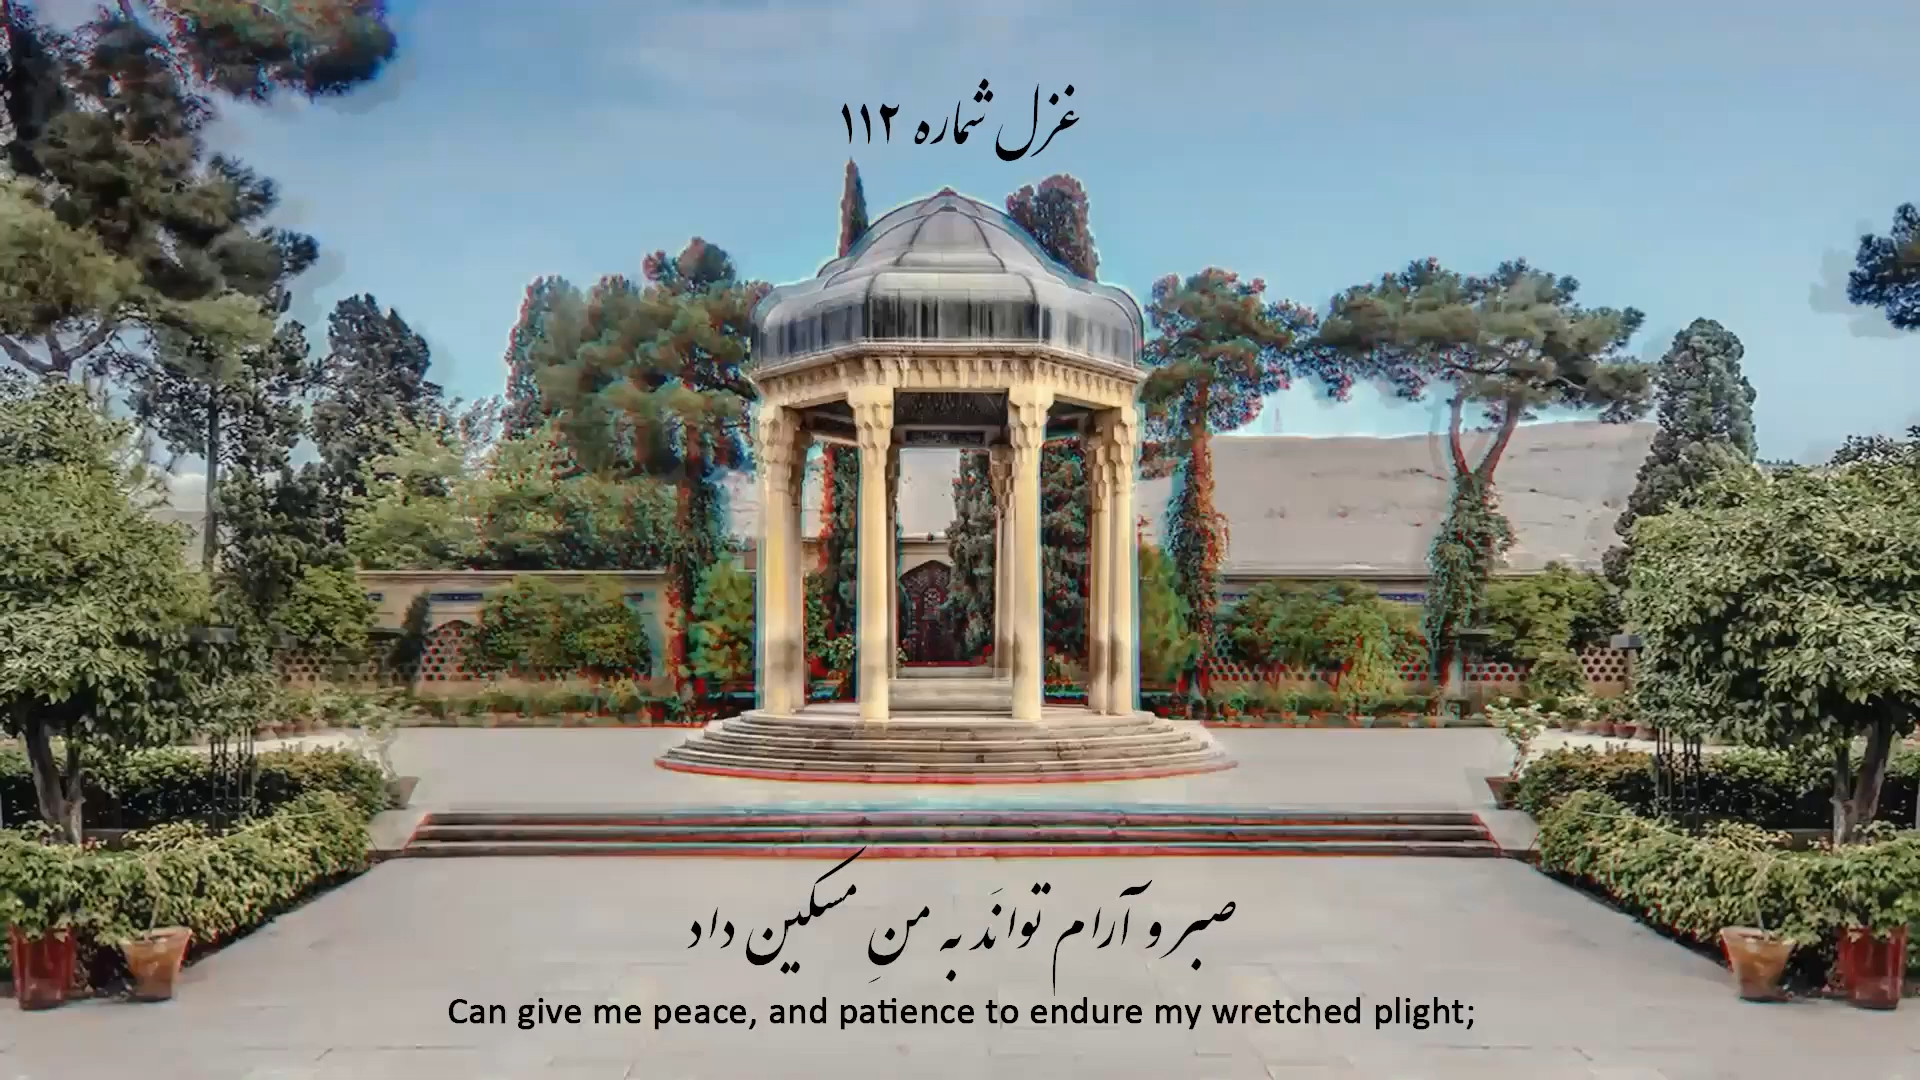 غزل شماره ۱۱۲
صبر و آرام توانَد به منِ مسکین داد
Can give me peace, and patience to endure my wretched plight;